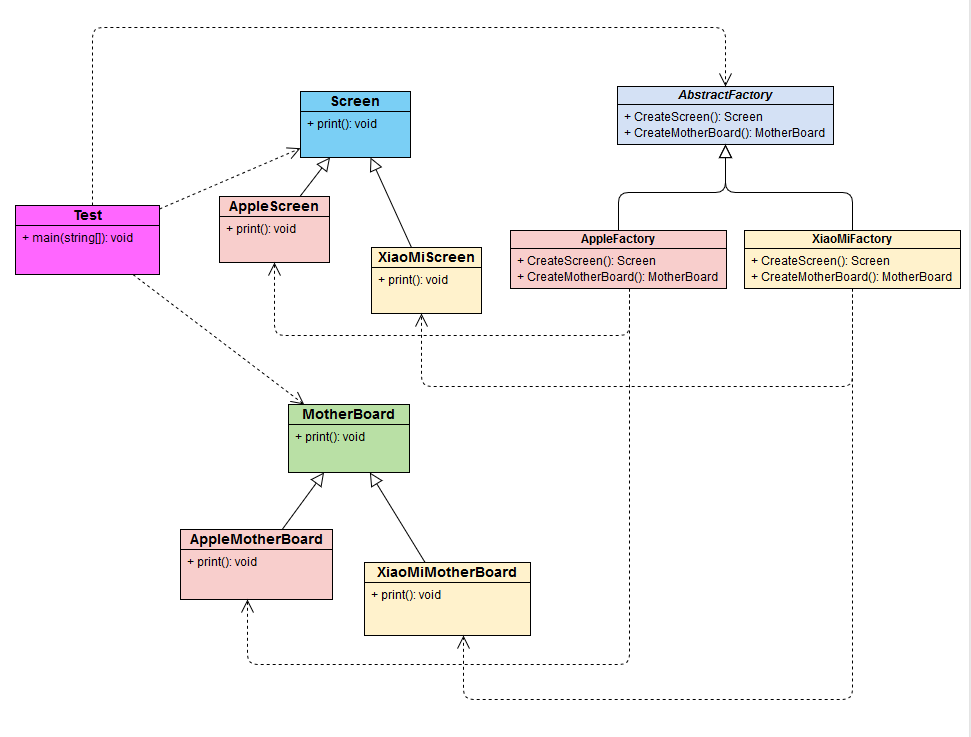 Screen
+ print(): void
AbstractFactory
+ CreateScreen(): Screen
+ CreateMotherBoard(): MotherBoard
Test
+ main(string[]): void
AppleScreen
+ print(): void
XiaoMiScreen
+ print(): void
AppleFactory
+ CreateScreen(): Screen
+ CreateMotherBoard(): MotherBoard
XiaoMiFactory
+ CreateScreen(): Screen
+ CreateMotherBoard(): MotherBoard
MotherBoard
+ print(): void
AppleMotherBoard
+ print(): void
XiaoMiMotherBoard
+ print(): void